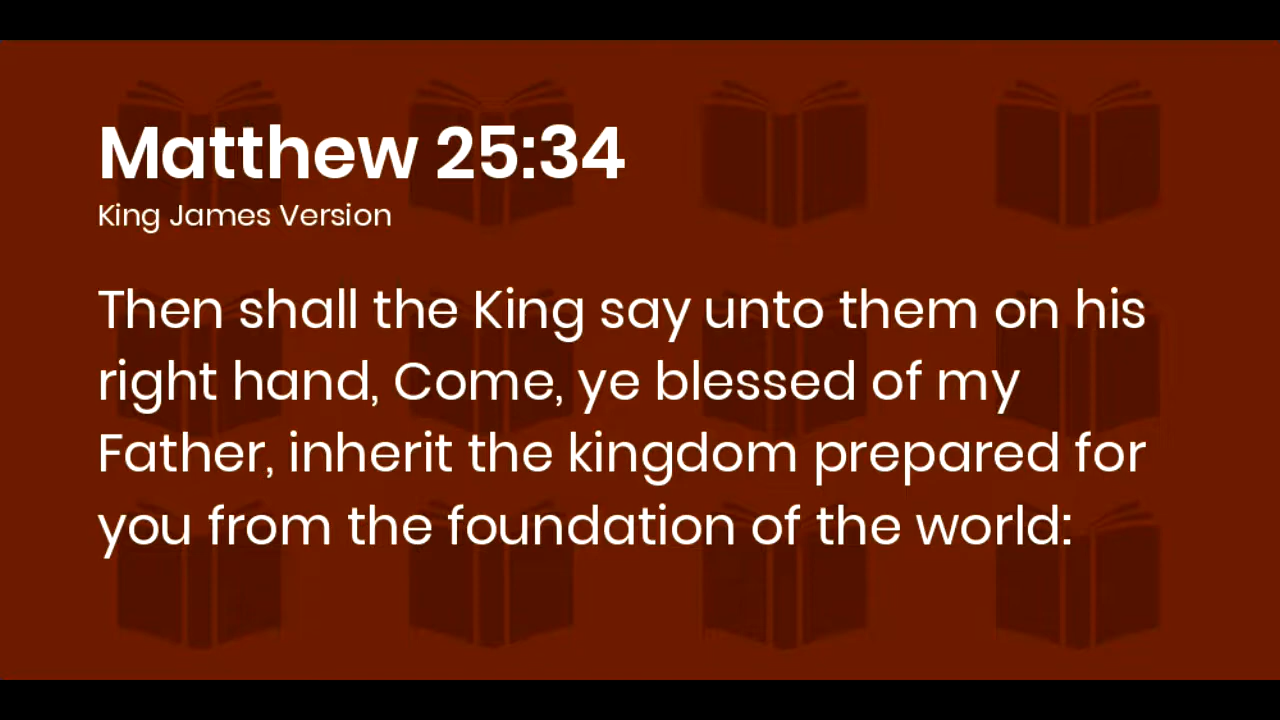 Matthew 25:34
King James Version
Then shall the King say unto them on his
right hand, Come, ye blessed of my
Father, inherit the kingdom prepared for
you from the foundation of the world: